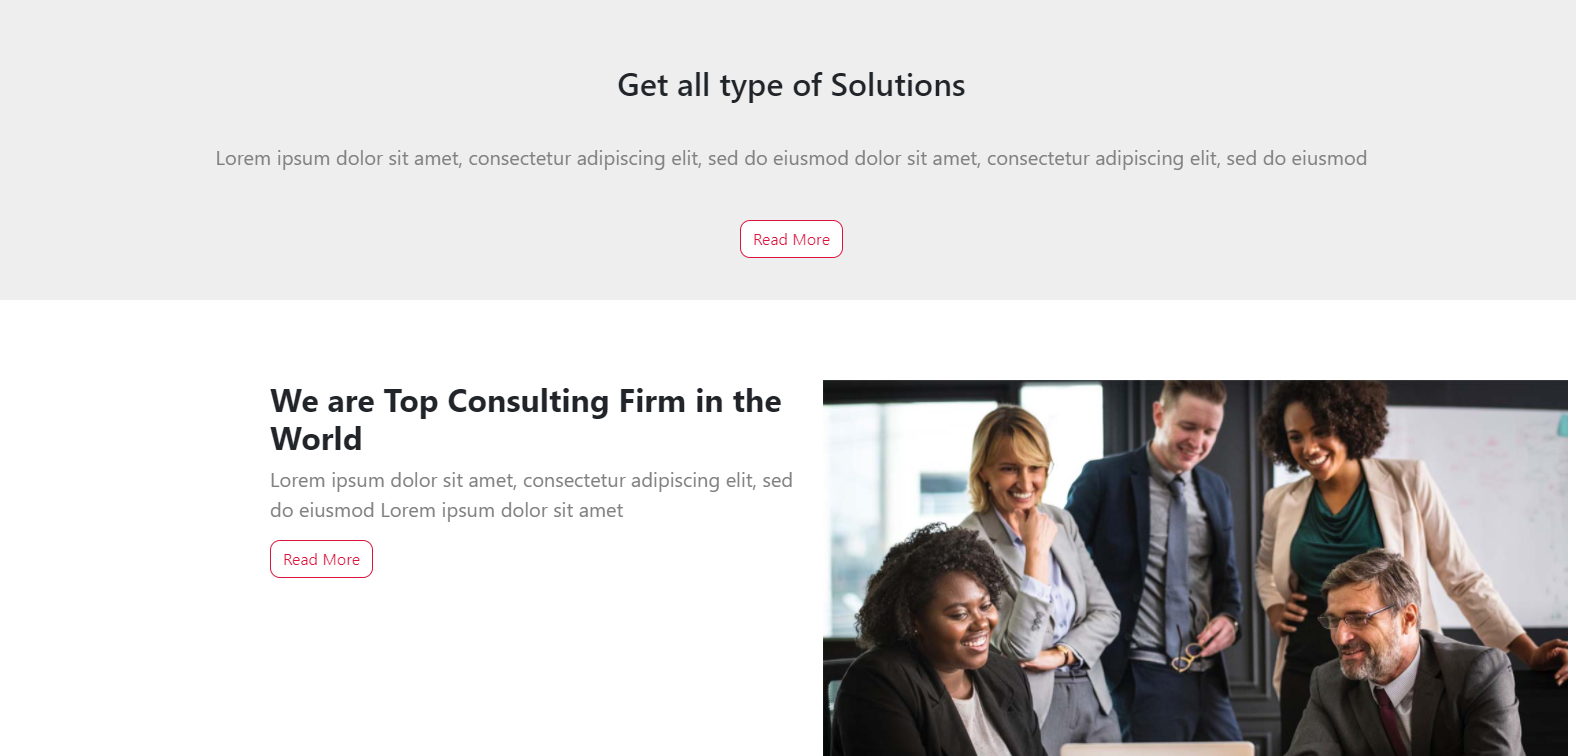 Get all type of Solutions
Lorem ipsum dolor sit amet, consectetur adipiscing elit, sed do eiusmod dolor sit amet, consectetur adipiscing elit, sed do eiusmod
Read More
We are Top Consulting Firm in the
World
Lorem ipsum dolor sit amet, consectetur adipiscing elit, sed
do eiusmod Lorem ipsum dolor sit amet
Read More